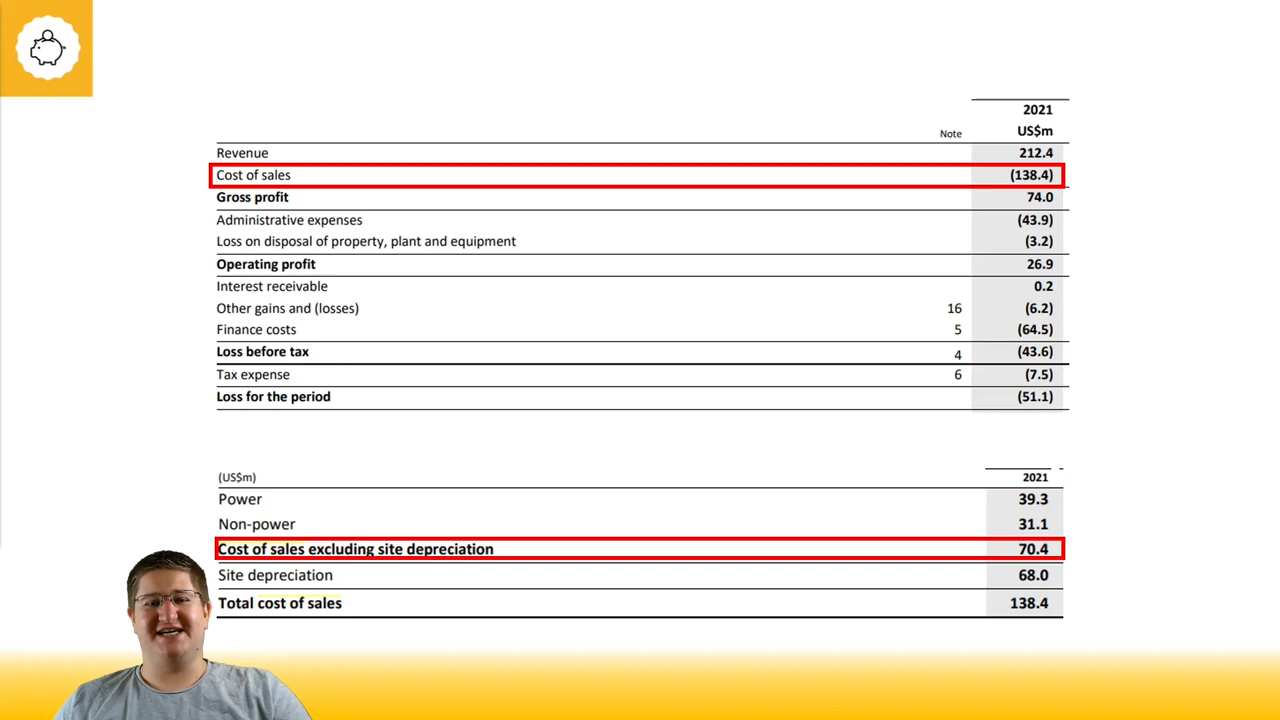 2021
Note US$m
Revenue 212.4
Cost of sales (138.4)
Gross profit 74.0
Administrative expenses (43.9)
Loss on disposal of property, plant and equipment (3.2)
Operating profit 26.9
Interest receivable 0.2
Other gains and (losses) 16 (6.2)
Finance costs 5 (64.5)
Loss before tax 4 (43.6)
Tax expense 6 (7.5)
Loss for the period (51.1)
(US$m) 2021
Power 39.3
Non-power 31.1
Cost of sales excluding site depreciation 70.4
Site depreciation 68.0
Total cost of sales 138.4